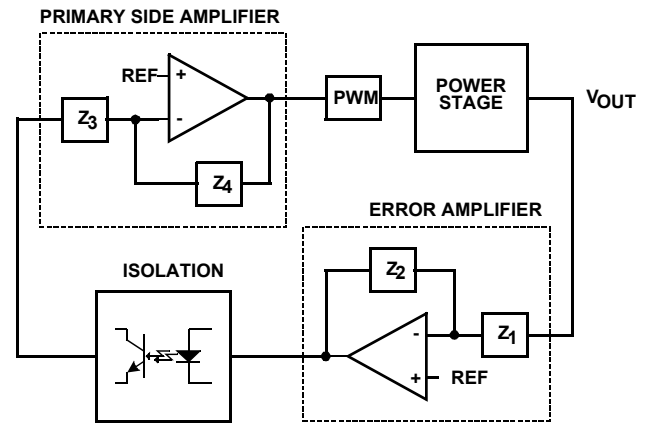 PRIMARY SIDE AMPLIFIER
REF
+
-
Z3
Z4
PWM
POWER
STAGE
VOUT
ERROR AMPLIFIER
ISOLATION
Z2
Z1
-
+
REF